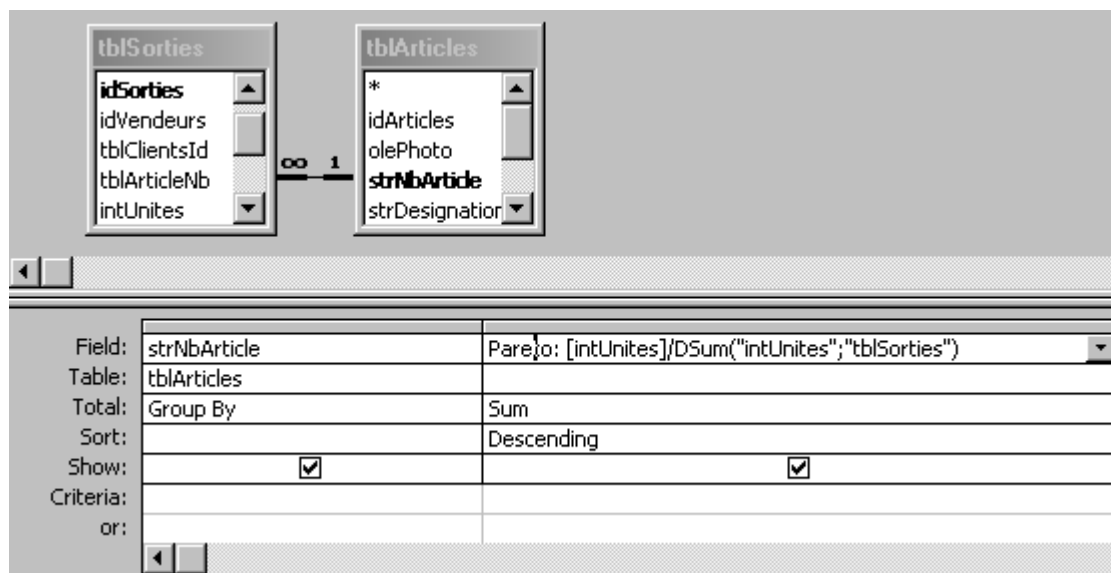 tblSorties tblArticles
idSorties *
idVendeurs idArticles
tblClientsId olePhoto
tblArticleNb strNbArticle
intUnites strDesignation
∞ 1
Field: strNbArticle Pareto: [intUnites]/DSum("intUnites";"tblSorties")
Table: tblArticles
Total: Group By Sum
Sort: Descending
Show:
Criteria:
or: